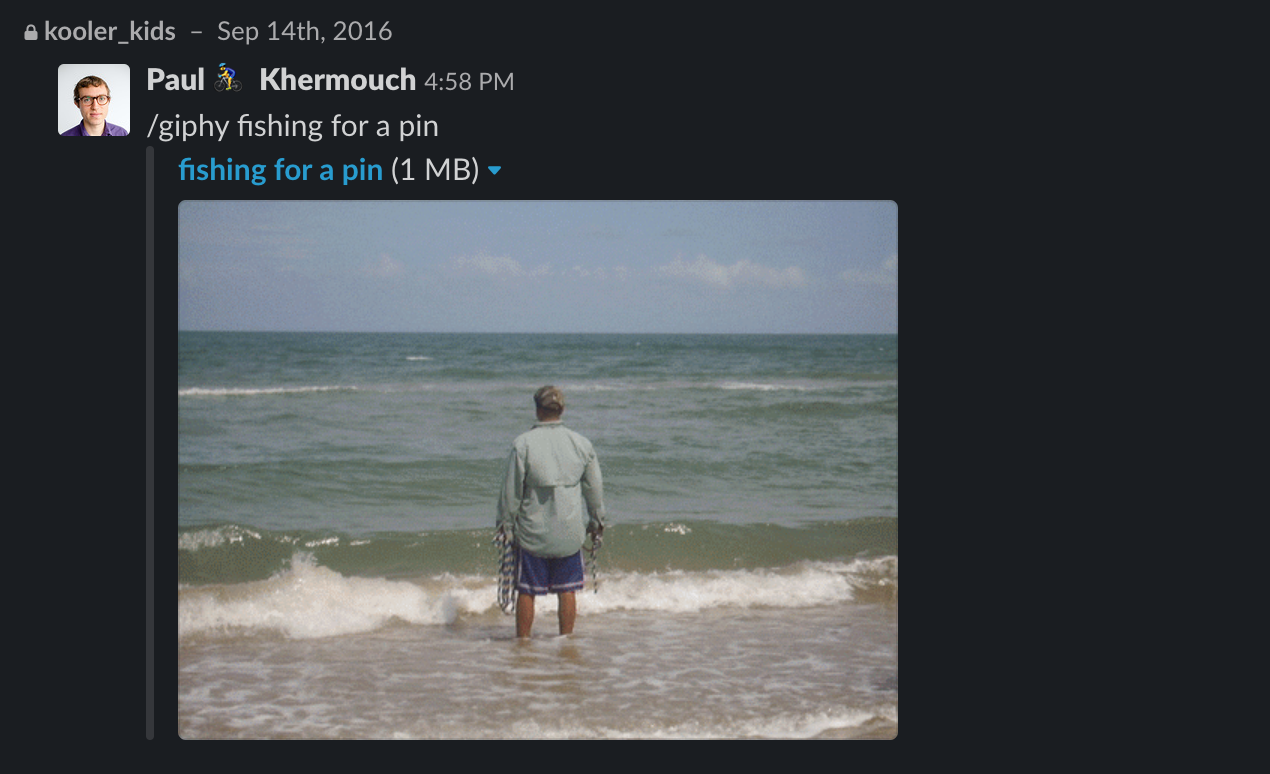 kooler_kids – Sep 14th, 2016
Paul 🚴 Khermouch 4:58 PM
/giphy fishing for a pin
fishing for a pin (1 MB)